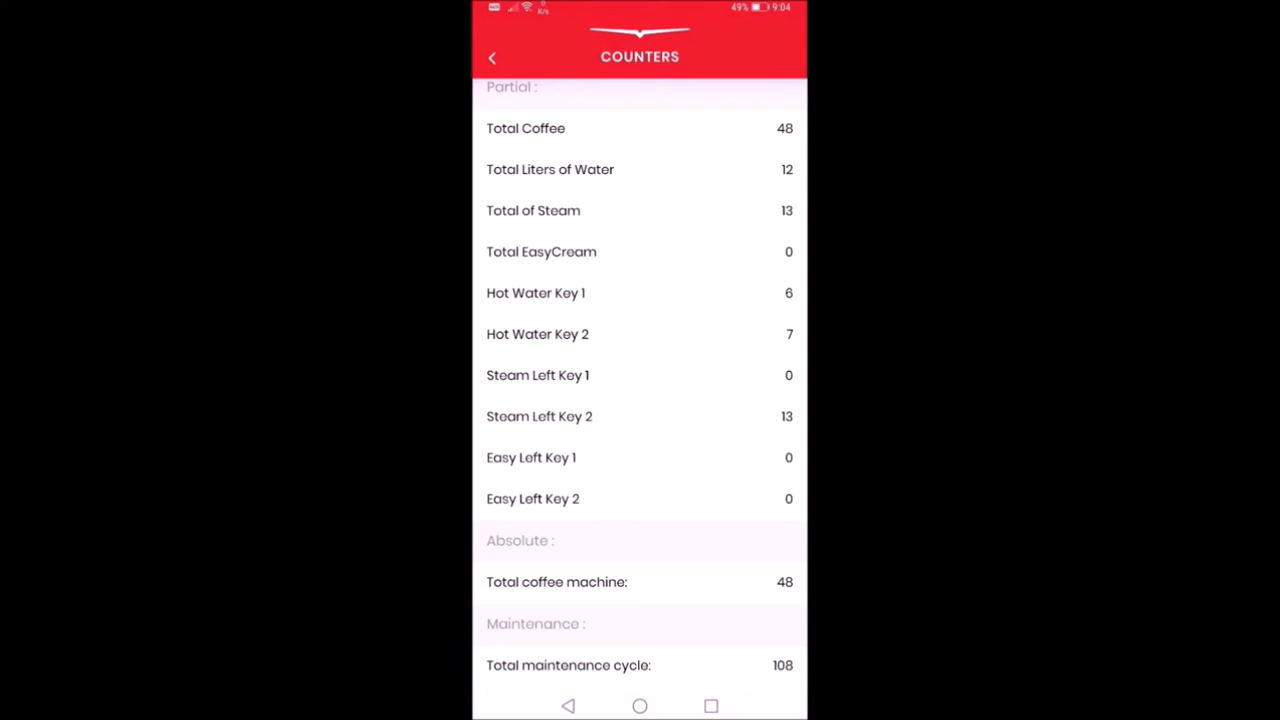 K/s
49% 9:04
COUNTERS
Partial :
Total Coffee 48
Total Liters of Water 12
Total of Steam 13
Total EasyCream 0
Hot Water Key 1 6
Hot Water Key 2 7
Steam Left Key 1 0
Steam Left Key 2 13
Easy Left Key 1 0
Easy Left Key 2 0
Absolute :
Total coffee machine: 48
Maintenance :
Total maintenance cycle: 108